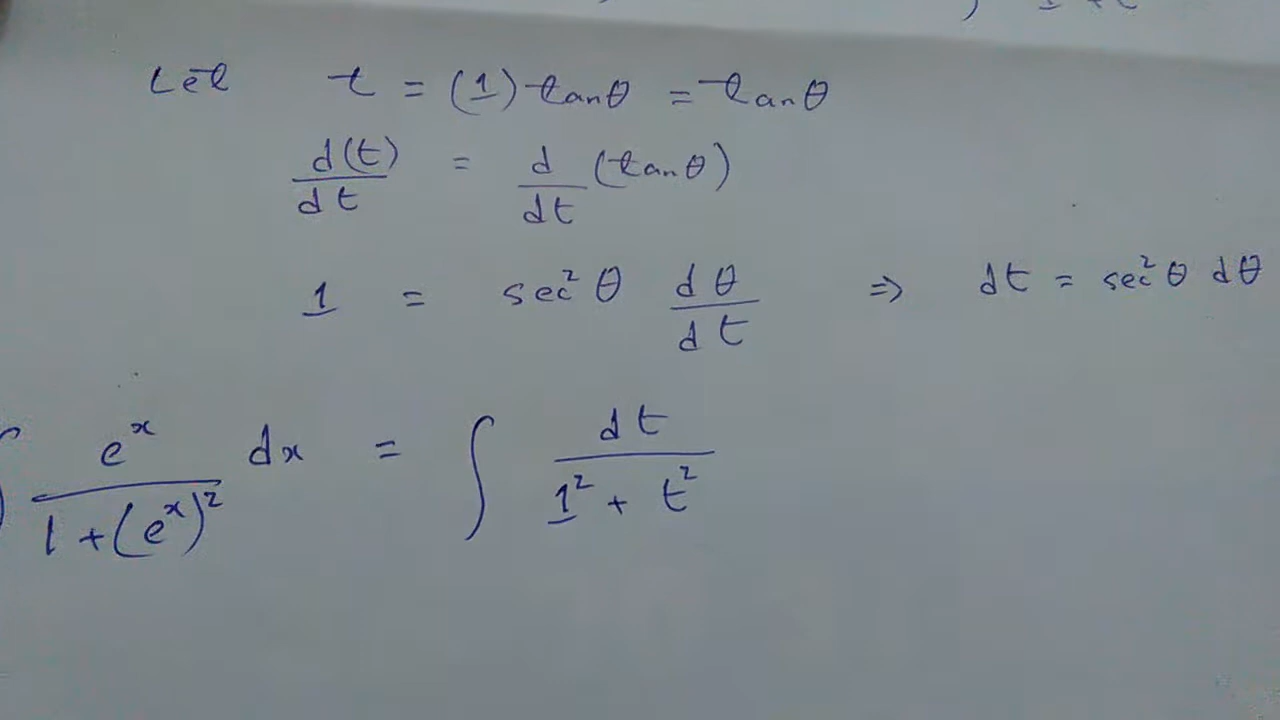 Let t = (1) tanθ = tanθ
d(t)/dt = d/dt (tanθ)
1 = sec²θ dθ/dt ⇒ dt = sec²θ dθ
∫ e^x/(1+(e^x)²) dx = ∫ dt/(1² + t²)